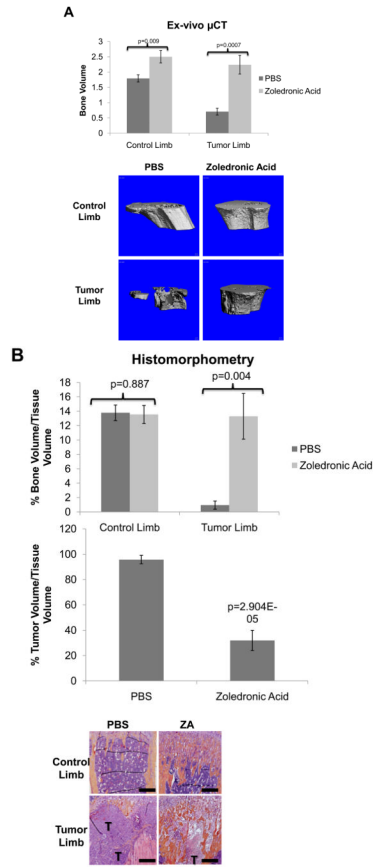 A
Ex-vivo µCT
p=0.009
p=0.0007
3
2.5
2
1.5
1
0.5
0
Bone Volume
PBS
Zoledronic Acid
Control Limb
Tumor Limb
PBS
Zoledronic Acid
Control
Limb
Tumor
Limb
B
Histomorphometry
p=0.887
p=0.004
18
16
14
12
10
8
6
4
2
0
% Bone Volume/Tissue
Volume
PBS
Zoledronic Acid
Control Limb
Tumor Limb
120
100
80
60
40
20
0
% Tumor Volume/Tissue
Volume
p=2.904E-
05
PBS
Zoledronic Acid
PBS
ZA
Control
Limb
Tumor
Limb
T
T
T